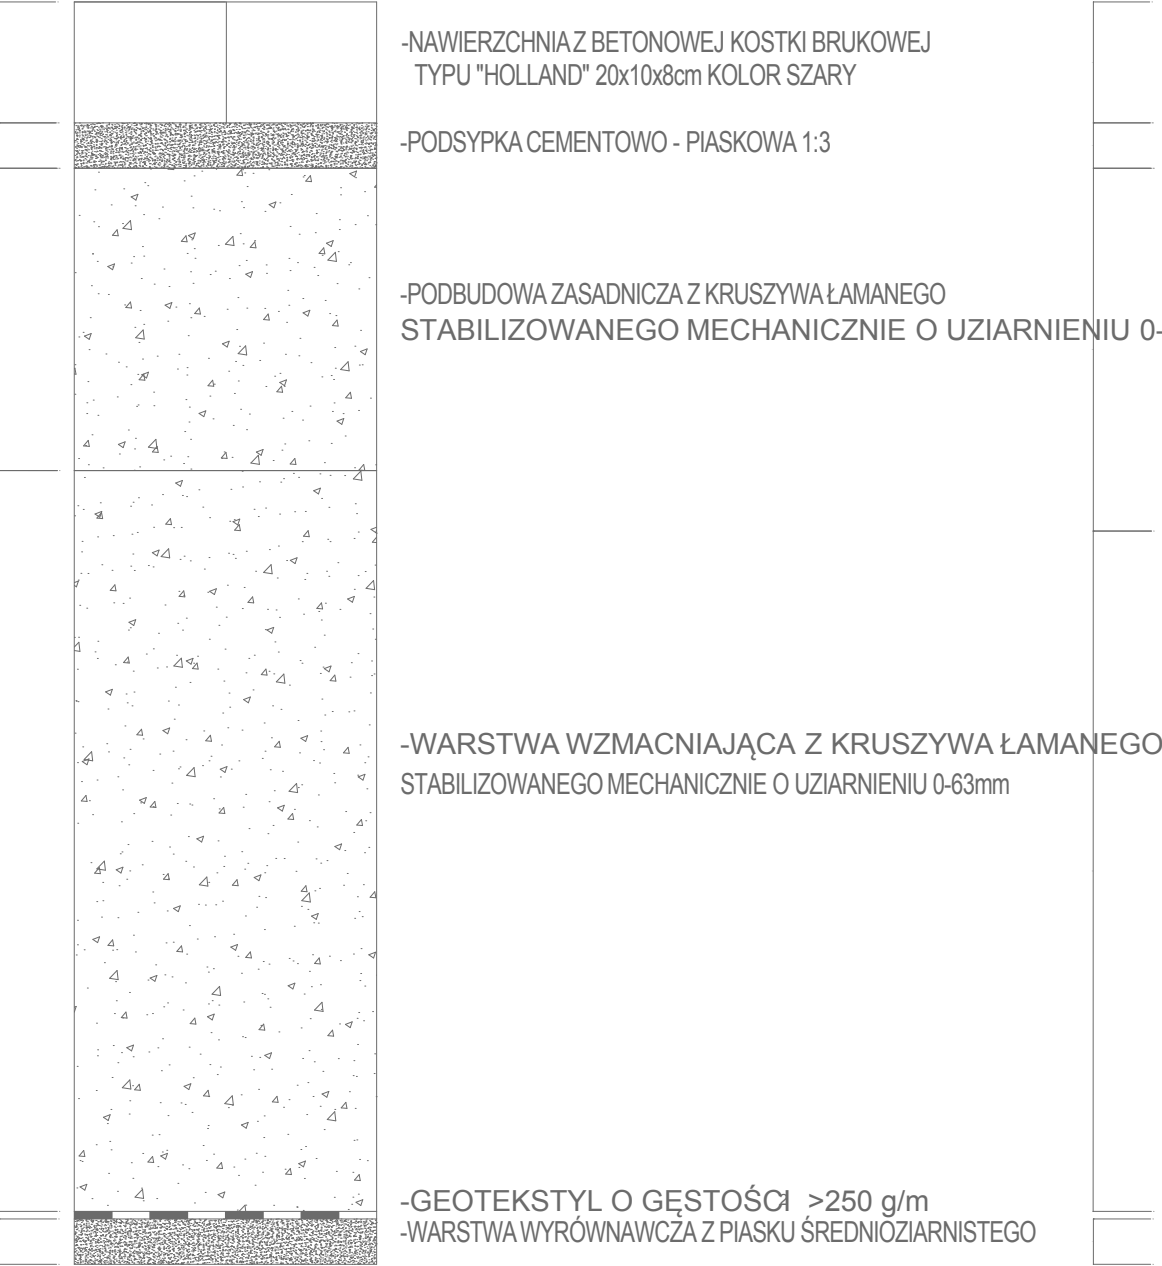 -NAWIERZCHNIA Z BETONOWEJ KOSTKI BRUKOWEJ
TYPU "HOLLAND" 20x10x8cm KOLOR SZARY
-PODSYPKA CEMENTOWO - PIASKOWA 1:3
-PODBUDOWA ZASADNICZA Z KRUSZYWA ŁAMANEGO
STABILIZOWANEGO MECHANICZNIE O UZIARNIENIU 0-
-WARSTWA WZMACNIAJĄCA Z KRUSZYWA ŁAMANEGO
STABILIZOWANEGO MECHANICZNIE O UZIARNIENIU 0-63mm
-GEOTEKSTYL O GĘSTOŚCI >250 g/m
-WARSTWA WYRÓWNAWCZA Z PIASKU ŚREDNIOZIARNISTEGO